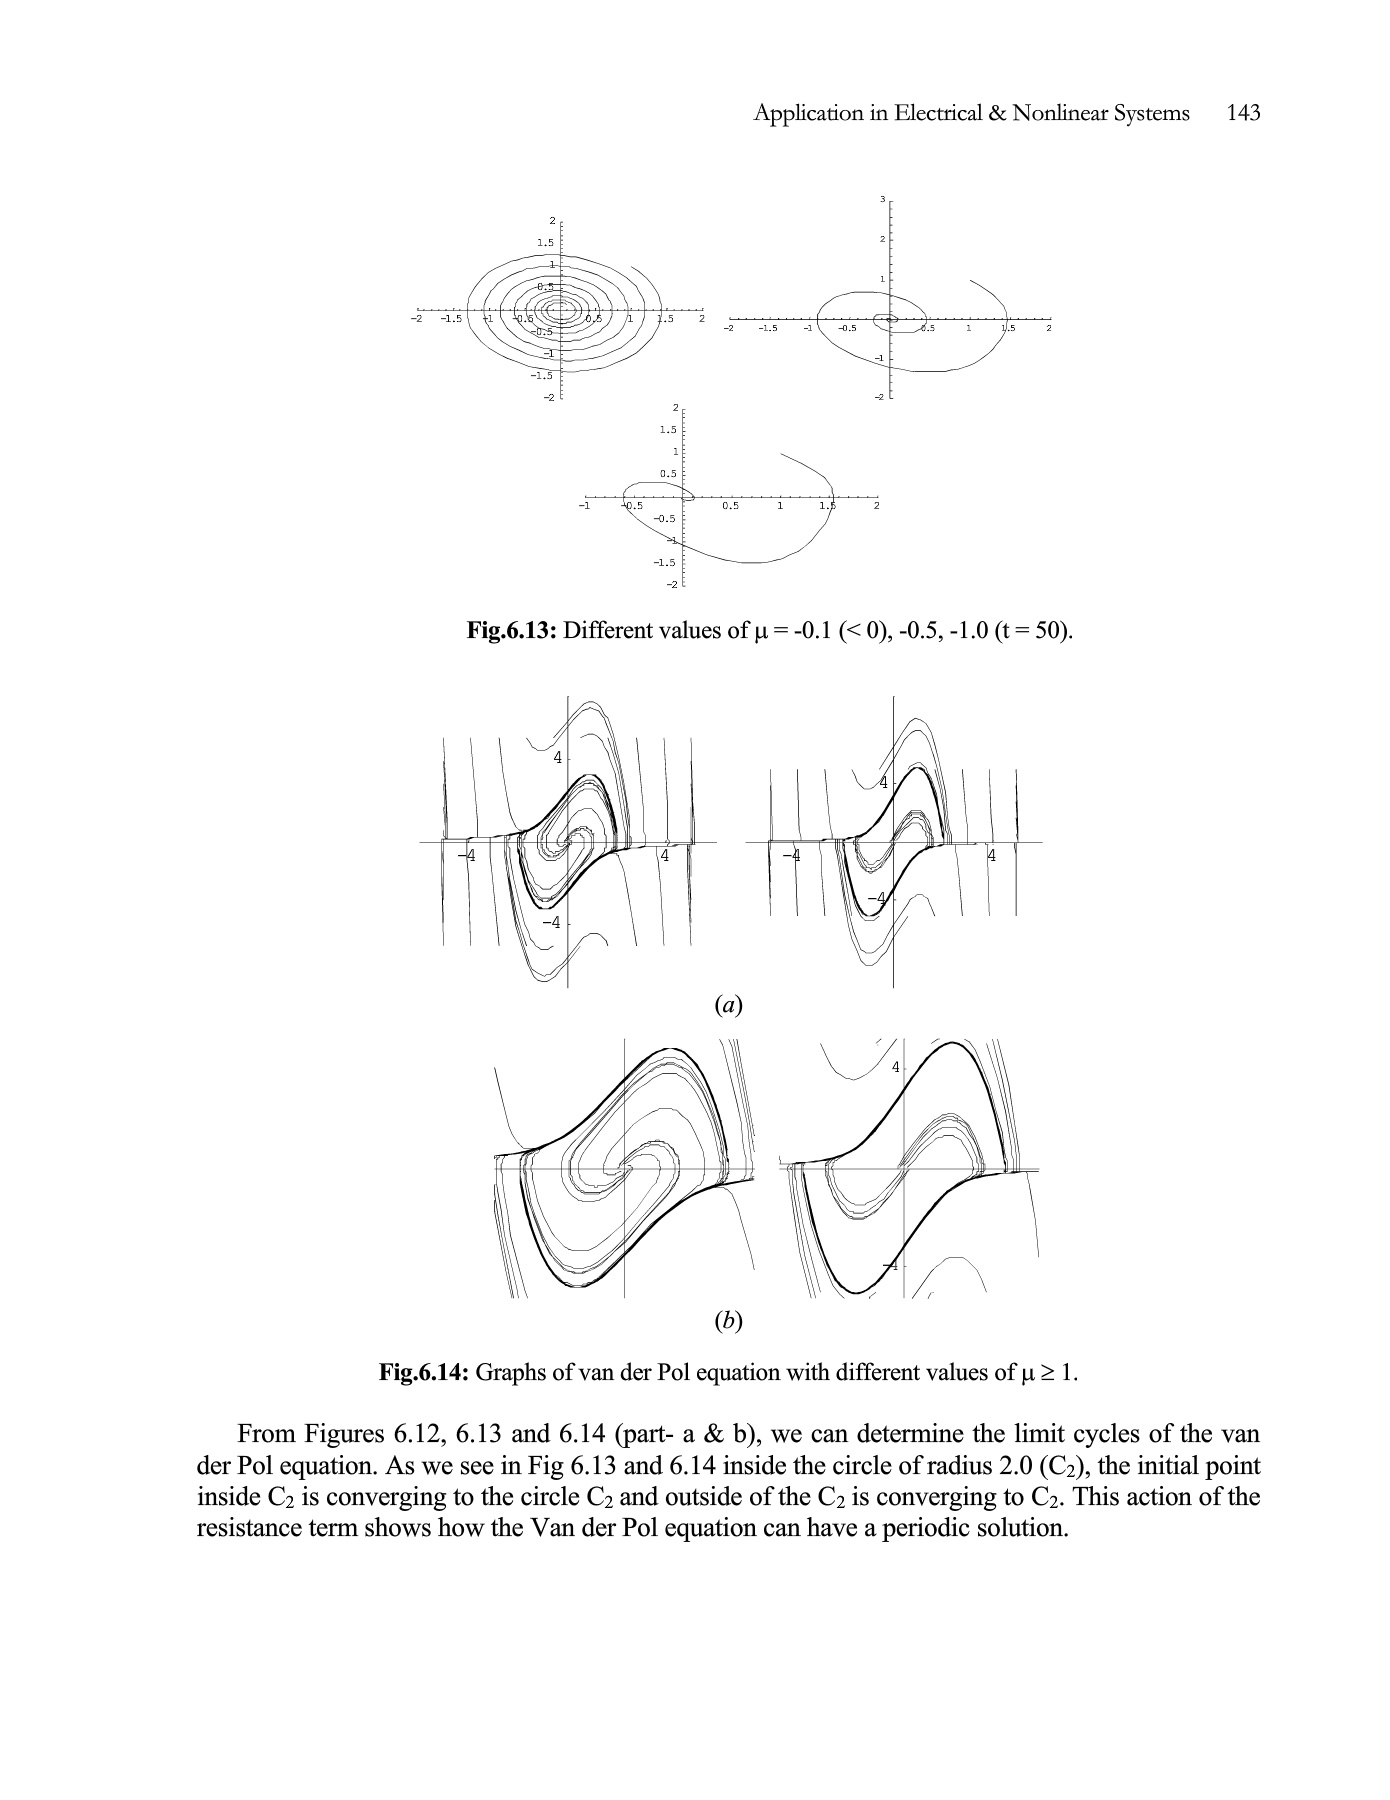 Application in Electrical & Nonlinear Systems 143
2
1.5
1
0.5
-2 -1.5 -1 -0.5 0.5 1 1.5 2
-0.5
-1
-1.5
-2
3
2
1
-2 -1.5 -1 -0.5 0.5 1 1.5 2
-1
-2
2
1.5
1
0.5
-1 -0.5 0.5 1 1.5 2
-0.5
-1
-1.5
-2
Fig.6.13: Different values of μ = -0.1 (< 0), -0.5, -1.0 (t = 50).
4
-4 4
-4
4
-4 4
-4
(a)
4
-4
(b)
Fig.6.14: Graphs of van der Pol equation with different values of μ ≥ 1.
From Figures 6.12, 6.13 and 6.14 (part- a & b), we can determine the limit cycles of the van
der Pol equation. As we see in Fig 6.13 and 6.14 inside the circle of radius 2.0 (C₂), the initial point
inside C₂ is converging to the circle C₂ and outside of the C₂ is converging to C₂. This action of the
resistance term shows how the Van der Pol equation can have a periodic solution.